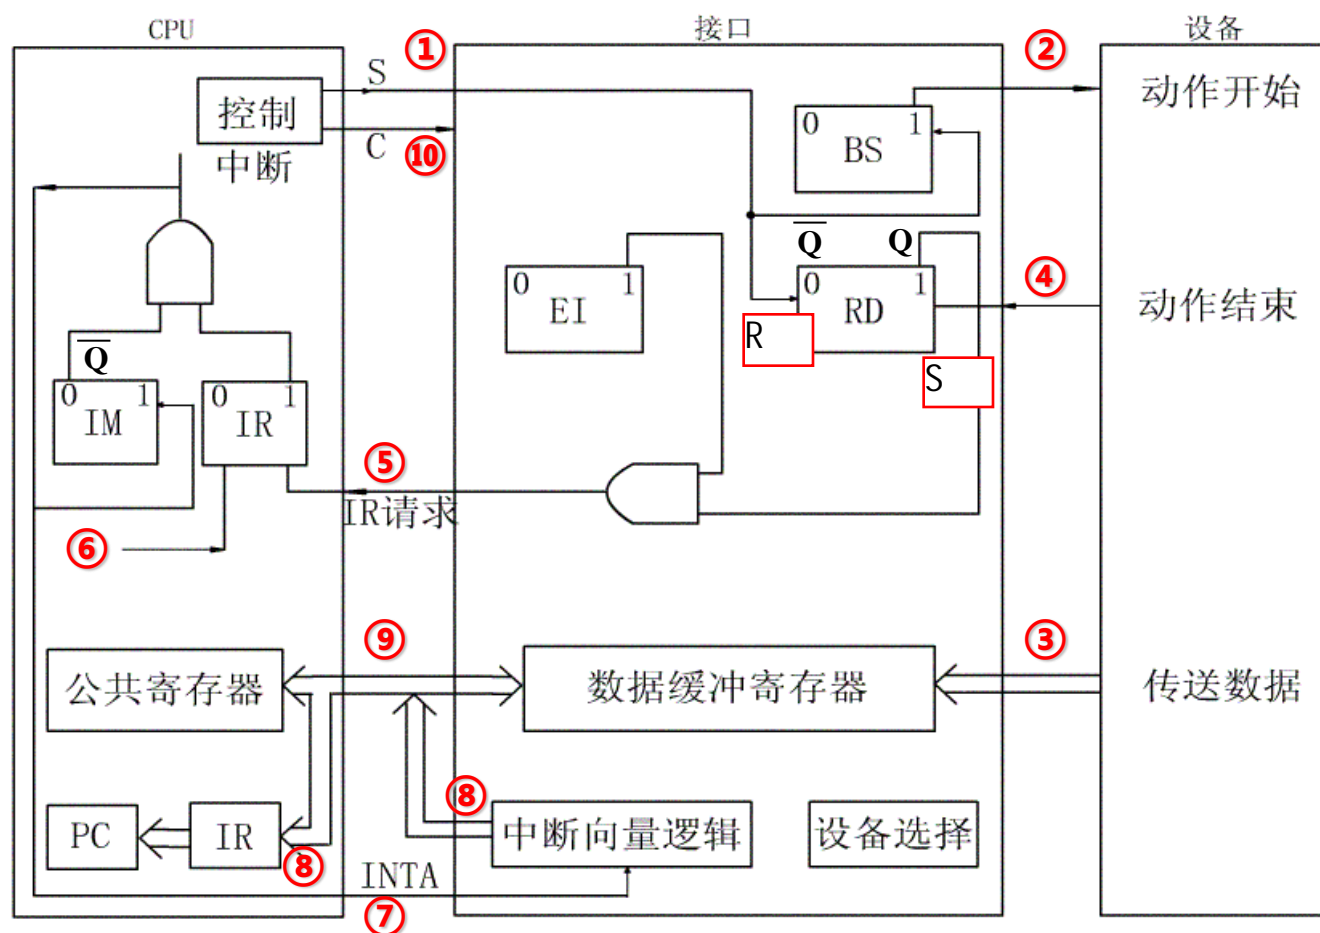 CPU
接口
设备
①
②
S
控制
中断
C
⑩
0 1
BS
动作开始
Q
Q
0 1
EI
0 1
RD
④
动作结束
R
S
Q
0 1
IM
0 1
IR
⑤
IR请求
⑥
⑨
③
公共寄存器
数据缓冲寄存器
传送数据
⑧
PC
IR
⑧
中断向量逻辑
设备选择
INTA
⑦